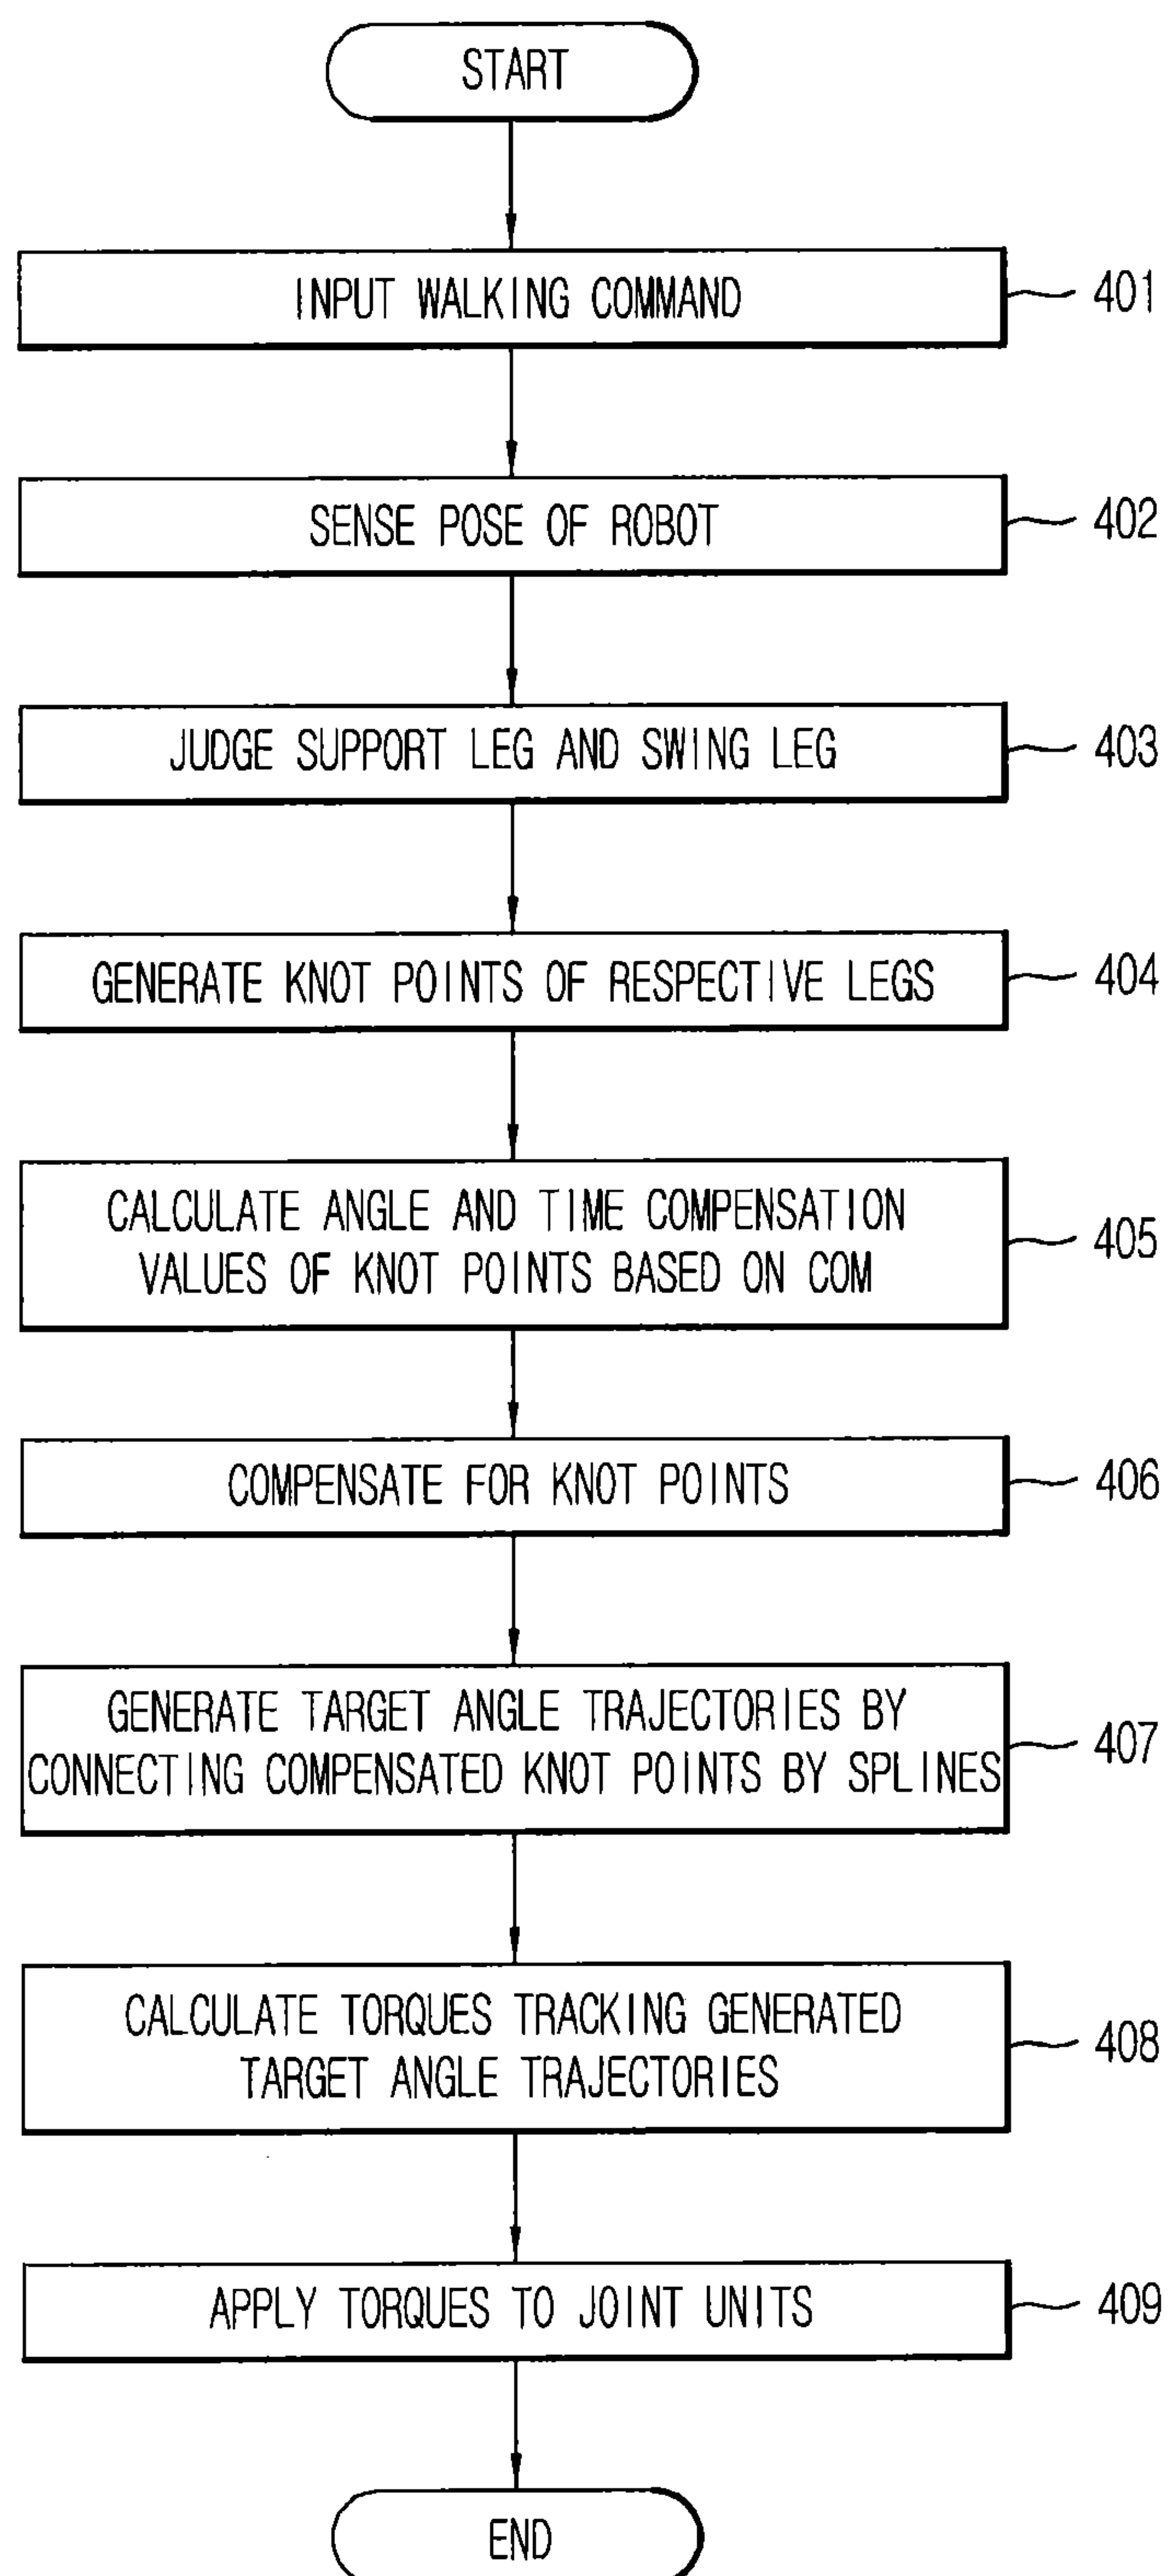 START
INPUT WALKING COMMAND
401
SENSE POSE OF ROBOT
402
JUDGE SUPPORT LEG AND SWING LEG
403
GENERATE KNOT POINTS OF RESPECTIVE LEGS
404
CALCULATE ANGLE AND TIME COMPENSATION
VALUES OF KNOT POINTS BASED ON COM
405
COMPENSATE FOR KNOT POINTS
406
GENERATE TARGET ANGLE TRAJECTORIES BY
CONNECTING COMPENSATED KNOT POINTS BY SPLINES
407
CALCULATE TORQUES TRACKING GENERATED
TARGET ANGLE TRAJECTORIES
408
APPLY TORQUES TO JOINT UNITS
409
END